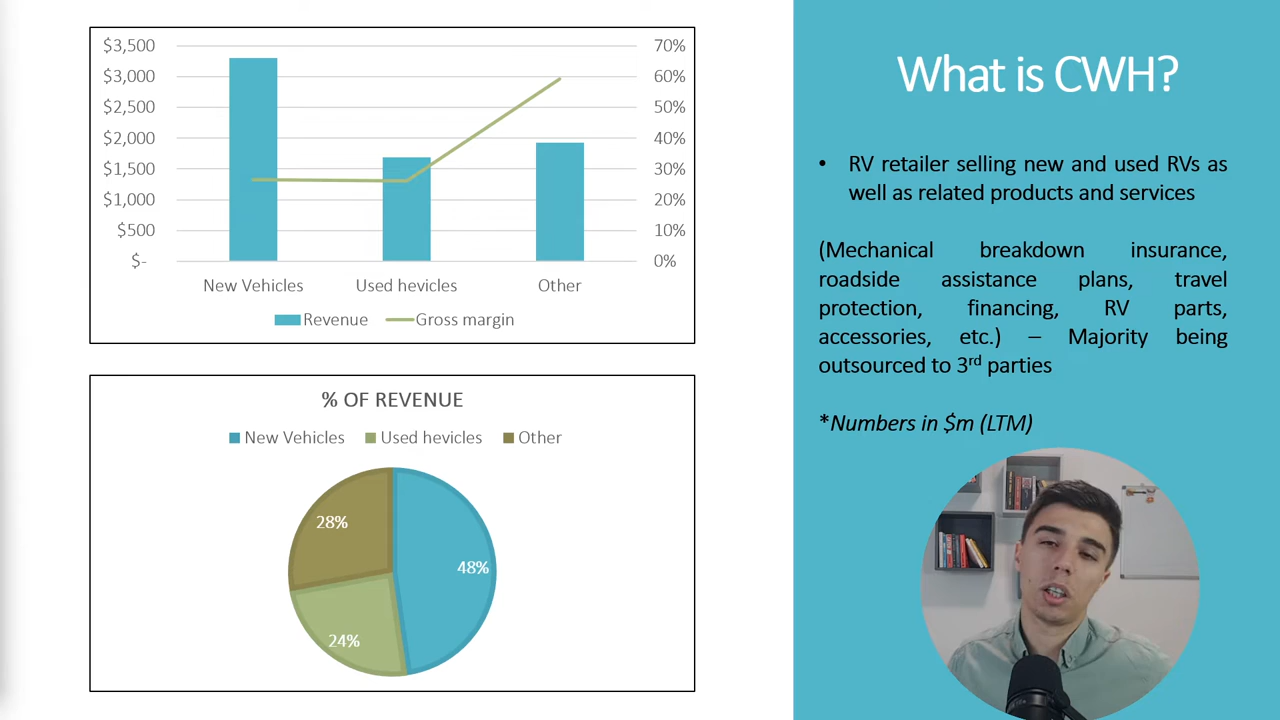 $3,500
$3,000
$2,500
$2,000
$1,500
$1,000
$500
$-
70%
60%
50%
40%
30%
20%
10%
0%
New Vehicles
Used hevicles
Other
Revenue
Gross margin
% OF REVENUE
New Vehicles
Used hevicles
Other
28%
48%
24%
What is CWH?
• RV retailer selling new and used RVs as
well as related products and services
(Mechanical breakdown insurance,
roadside assistance plans, travel
protection, financing, RV parts,
accessories, etc.) – Majority being
outsourced to 3rd parties
*Numbers in $m (LTM)